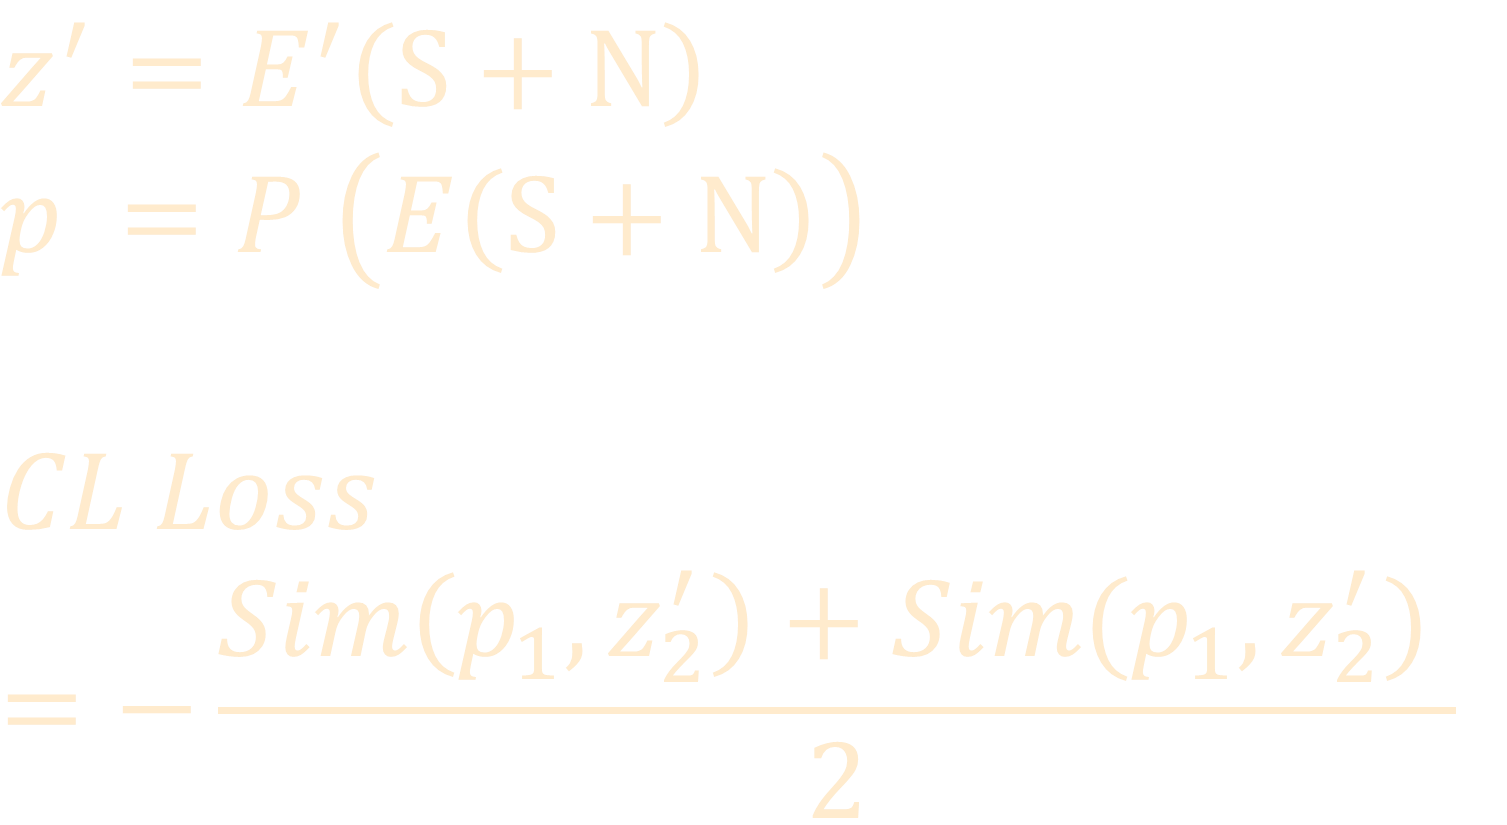 z′ = E′(S + N)
p = P (E(S + N))
CL Loss
= − (Sim(p₁, z′₂) + Sim(p₁, z′₂)) / 2